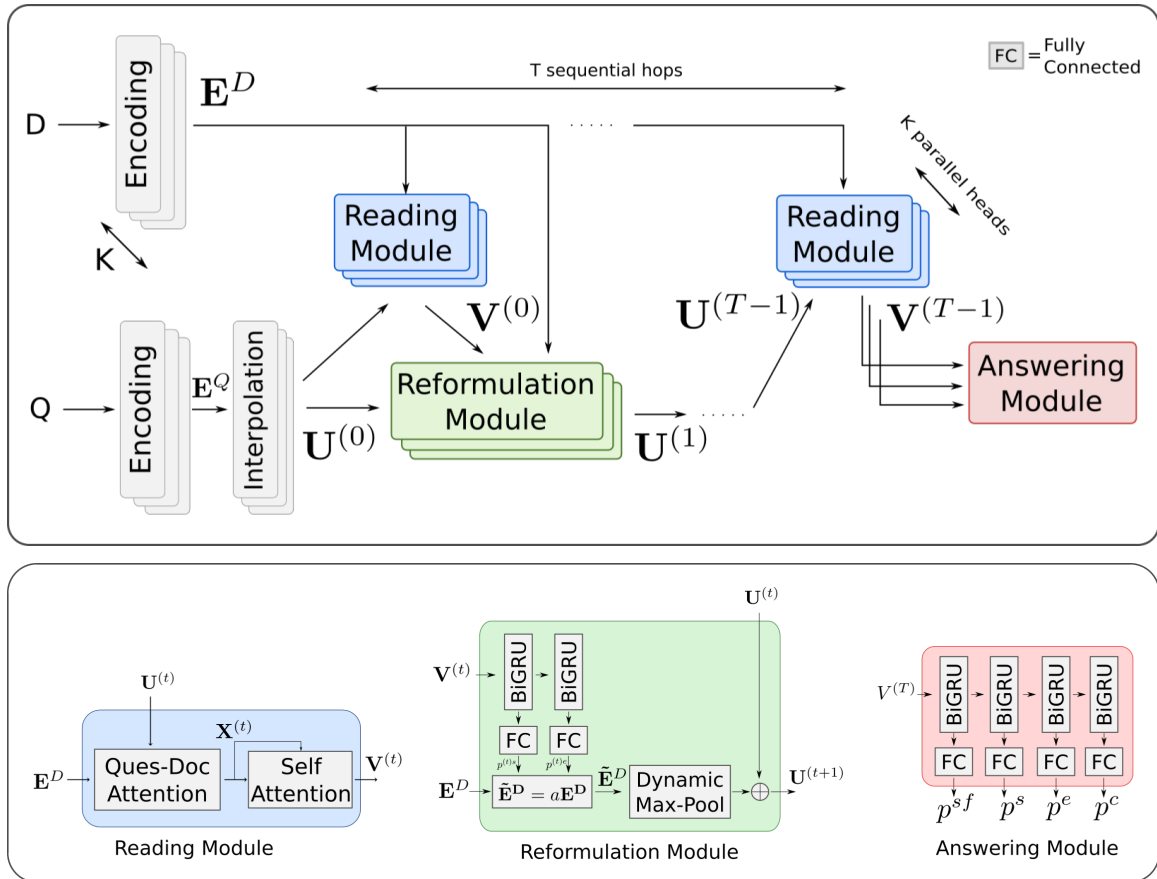 FC = Fully
Connected
T sequential hops
𝐄^D
D
Encoding
K parallel heads
Reading
Module
Reading
Module
K
𝐕^(0)
𝐔^(T−1)
𝐕^(T−1)
Q
Encoding
𝐄^Q
Interpolation
𝐔^(0)
Reformulation
Module
𝐔^(1)
.....
.....
Answering
Module
𝐔^(t)
𝐄^D
Ques-Doc
Attention
𝐗^(t)
Self
Attention
𝐕^(t)
Reading Module
𝐔^(t)
𝐕^(t)
BiGRU
BiGRU
FC
FC
p^(t)s
p^(t)e
𝐄^D
𝐄̃^𝐃 = a𝐄^𝐃
𝐄̃^D
Dynamic
Max-Pool
⊕
𝐔^(t+1)
Reformulation Module
V^(T)
BiGRU
BiGRU
BiGRU
BiGRU
FC
FC
FC
FC
p^sf
p^s
p^e
p^c
Answering Module